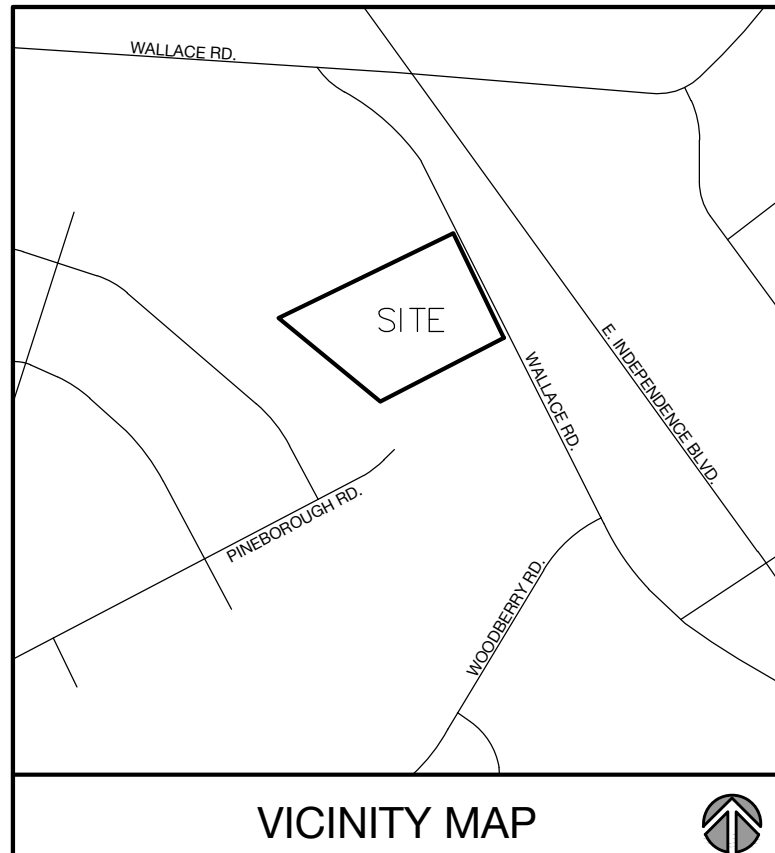 WALLACE RD.
SITE
WALLACE RD.
E. INDEPENDENCE BLVD.
PINEBOROUGH RD.
WOODBERRY RD.
VICINITY MAP